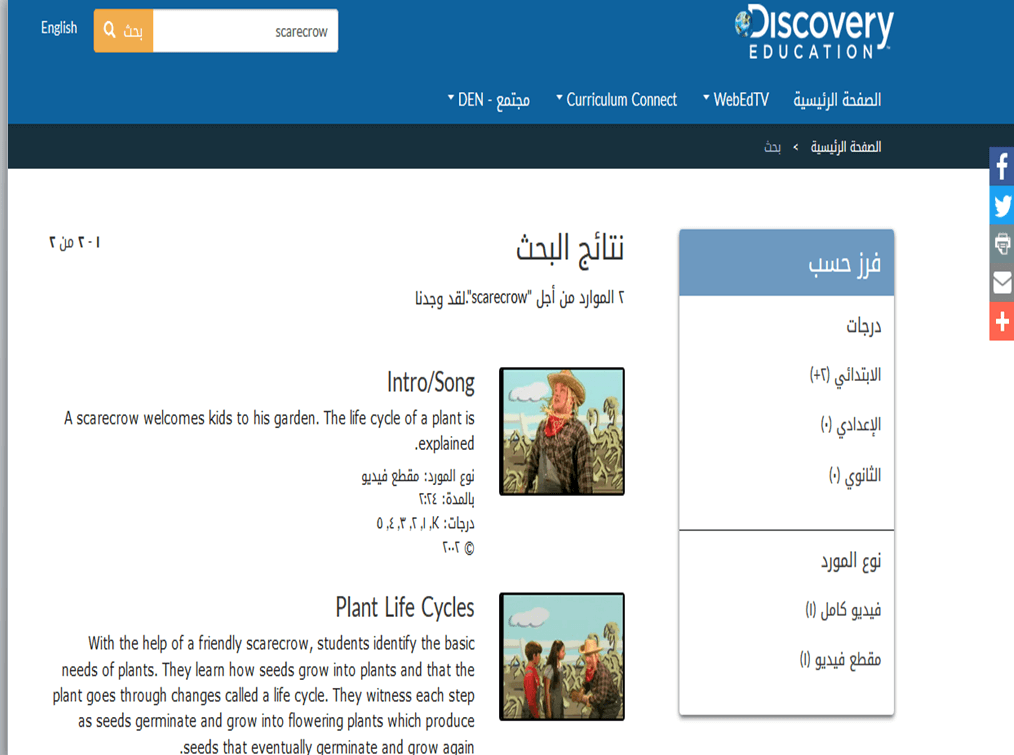 Discovery
EDUCATION
scarecrow
بحث
English
الصفحة الرئيسية
WebEdTV
Curriculum Connect
مجتمع - DEN
الصفحة الرئيسية > بحث
فرز حسب
درجات
الابتدائي (٢+)
الإعدادي (٠)
الثانوي (٠)
نوع المورد
فيديو كامل (١)
مقطع فيديو (١)
نتائج البحث
١ - ٢ من ٢
٢ الموارد من أجل "scarecrow".لقد وجدنا
Intro/Song
A scarecrow welcomes kids to his garden. The life cycle of a plant is
.explained
نوع المورد: مقطع فيديو
بالمدة: ٢:٢٤
درجات: K, ١, ٢, ٣, ٤, ٥
© ٢٠٠٢
Plant Life Cycles
With the help of a friendly scarecrow, students identify the basic
needs of plants. They learn how seeds grow into plants and that the
plant goes through changes called a life cycle. They witness each step
as seeds germinate and grow into flowering plants which produce
.seeds that eventually germinate and grow again